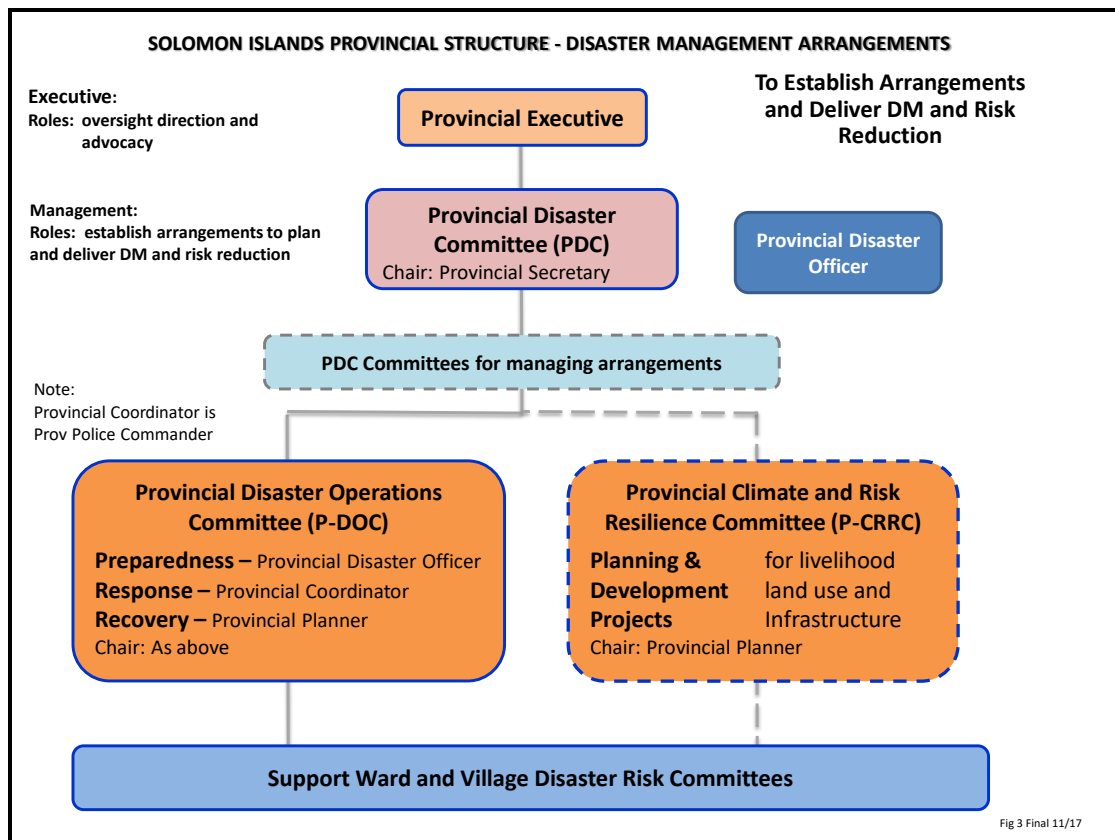 SOLOMON ISLANDS PROVINCIAL STRUCTURE - DISASTER MANAGEMENT ARRANGEMENTS
Executive:
Roles: oversight direction and
advocacy
Provincial Executive
To Establish Arrangements
and Deliver DM and Risk
Reduction
Management:
Roles: establish arrangements to plan
and deliver DM and risk reduction
Provincial Disaster
Committee (PDC)
Chair: Provincial Secretary
Provincial Disaster
Officer
PDC Committees for managing arrangements
Note:
Provincial Coordinator is
Prov Police Commander
Provincial Disaster Operations
Committee (P-DOC)
Preparedness – Provincial Disaster Officer
Response – Provincial Coordinator
Recovery – Provincial Planner
Chair: As above
Provincial Climate and Risk
Resilience Committee (P-CRRC)
Planning & for livelihood
Development land use and
Projects Infrastructure
Chair: Provincial Planner
Support Ward and Village Disaster Risk Committees
Fig 3 Final 11/17